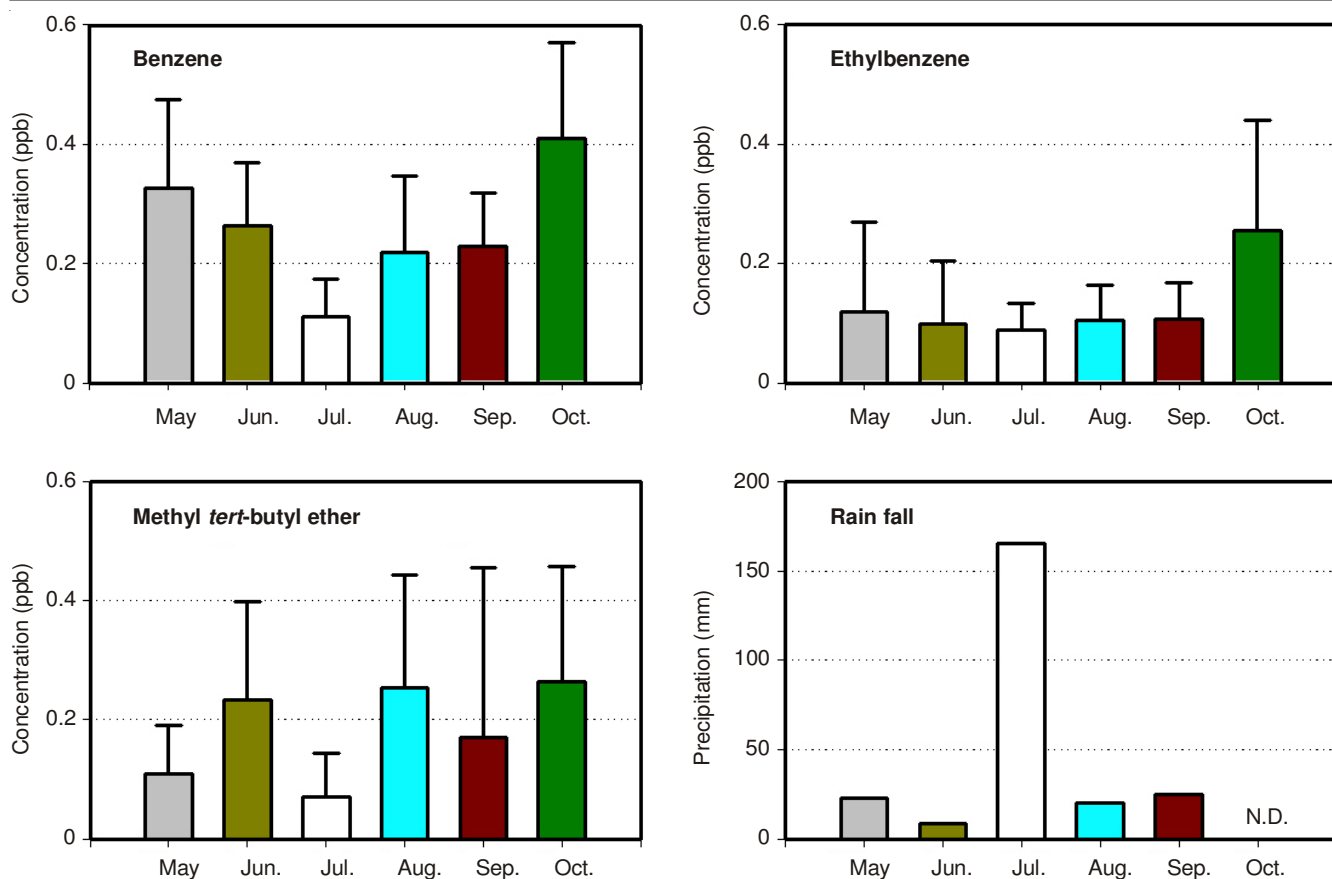 0.6
Benzene
0.4
0.2
0
Concentration (ppb)
May Jun. Jul. Aug. Sep. Oct.
0.6
Ethylbenzene
0.4
0.2
0
Concentration (ppb)
May Jun. Jul. Aug. Sep. Oct.
0.6
Methyl tert-butyl ether
0.4
0.2
0
Concentration (ppb)
May Jun. Jul. Aug. Sep. Oct.
200
Rain fall
150
100
50
0
Precipitation (mm)
N.D.
May Jun. Jul. Aug. Sep. Oct.